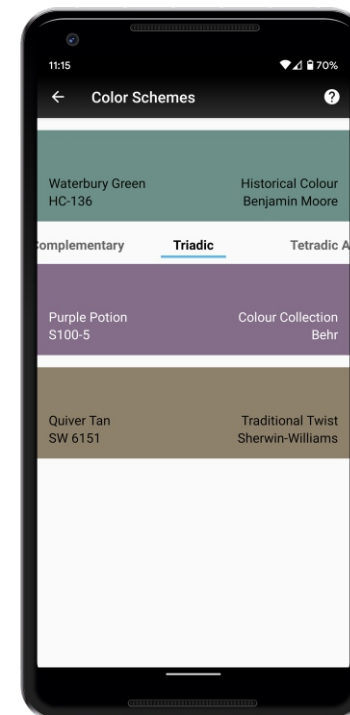 11:15 70%
Color Schemes ?
Waterbury Green Historical Colour
HC-136 Benjamin Moore
omplementary Triadic Tetradic A
Purple Potion Colour Collection
S100-5 Behr
Quiver Tan Traditional Twist
SW 6151 Sherwin-Williams